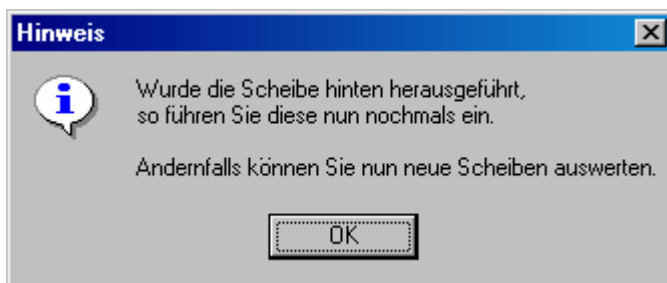 Hinweis
Wurde die Scheibe hinten herausgeführt,
so führen Sie diese nun nochmals ein.
Andernfalls können Sie nun neue Scheiben auswerten.
OK